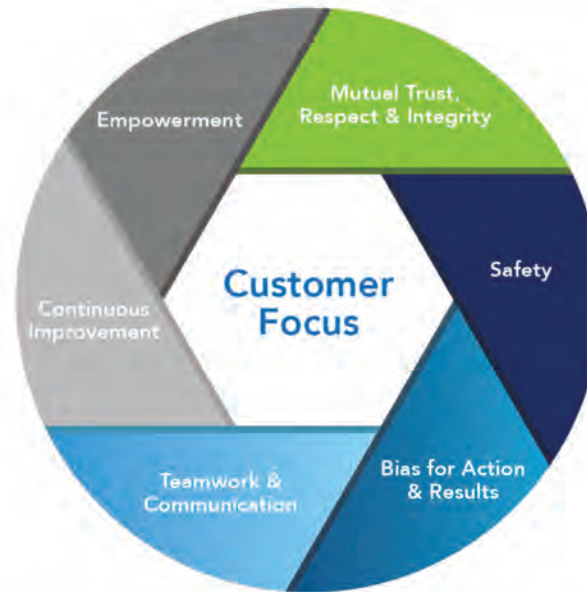 Mutual Trust,
Respect & Integrity
Empowerment
Safety
Customer
Focus
Continuous
Improvement
Bias for Action
& Results
Teamwork &
Communication